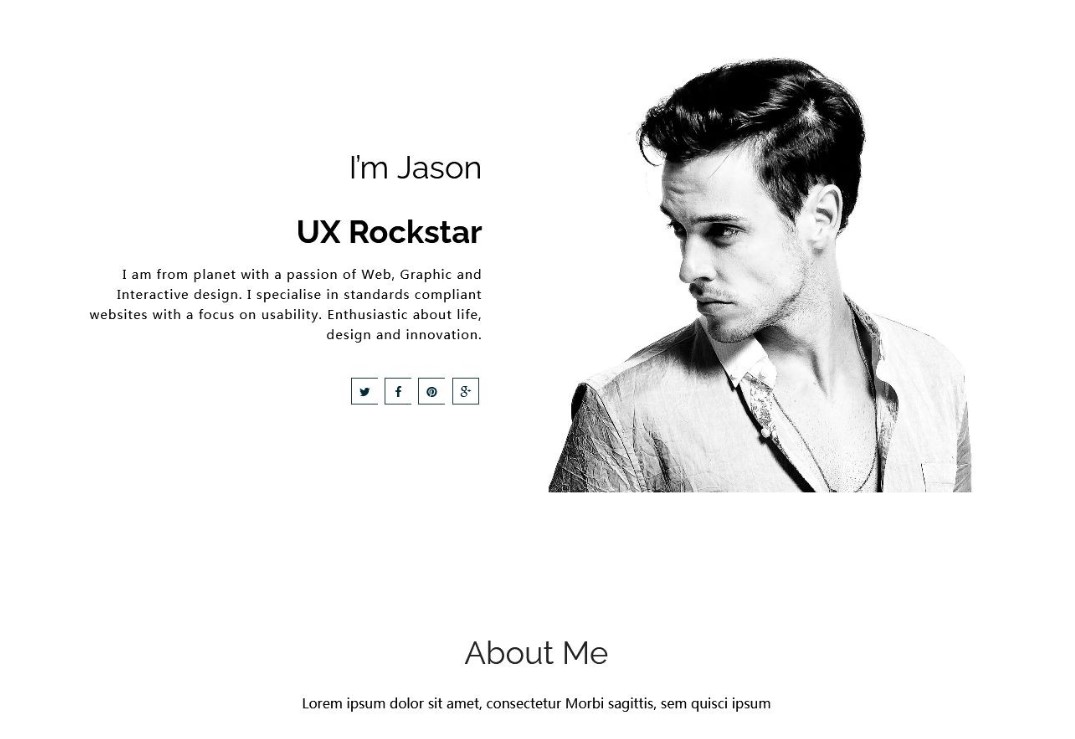 I'm Jason
UX Rockstar
I am from planet with a passion of Web, Graphic and
Interactive design. I specialise in standards compliant
websites with a focus on usability. Enthusiastic about life,
design and innovation.
About Me
Lorem ipsum dolor sit amet, consectetur Morbi sagittis, sem quisci ipsum